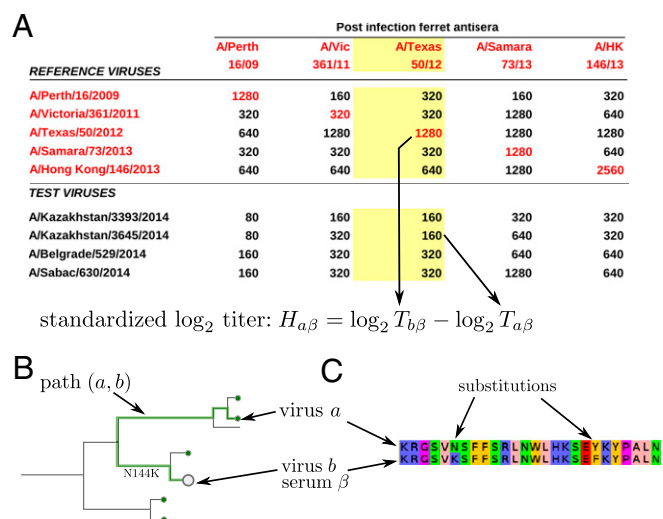 A
Post infection ferret antisera
A/Perth A/Vic A/Texas A/Samara A/HK
REFERENCE VIRUSES 16/09 361/11 50/12 73/13 146/13
A/Perth/16/2009 1280 160 320 160 320
A/Victoria/361/2011 320 320 320 1280 640
A/Texas/50/2012 640 1280 1280 1280 1280
A/Samara/73/2013 320 320 320 1280 640
A/Hong Kong/146/2013 640 640 640 1280 2560
TEST VIRUSES
A/Kazakhstan/3393/2014 80 160 160 320 320
A/Kazakhstan/3645/2014 80 320 160 640 320
A/Belgrade/529/2014 160 320 320 640 640
A/Sabac/630/2014 160 320 320 1280 640
standardized log₂ titer: Hₐᵦ = log₂ T_bβ − log₂ Tₐᵦ
B
path (a, b)
N144K
virus a
virus b
serum β
C
substitutions
KRGSVNSFFSRLNWLHKSEYKYPALN
KRGSVKSFFSRLNWLHKSEFKYPALN